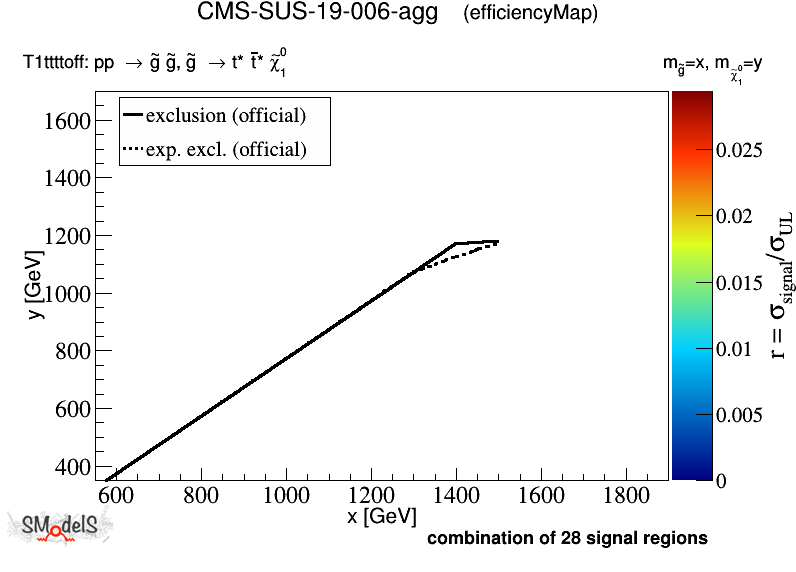 CMS-SUS-19-006-agg (efficiencyMap)
T1ttttoff: pp → g̃ g̃, g̃ → t* t̄* χ̃₁⁰ m_g̃=x, m_χ̃₁⁰=y
exclusion (official)
exp. excl. (official)
1600
1400
1200
1000
800
600
400
y [GeV]
600 800 1000 1200 1400 1600 1800
x [GeV]
0.025
0.02
0.015
0.01
0.005
0
r = σ_signal/σ_UL
SModelS
combination of 28 signal regions